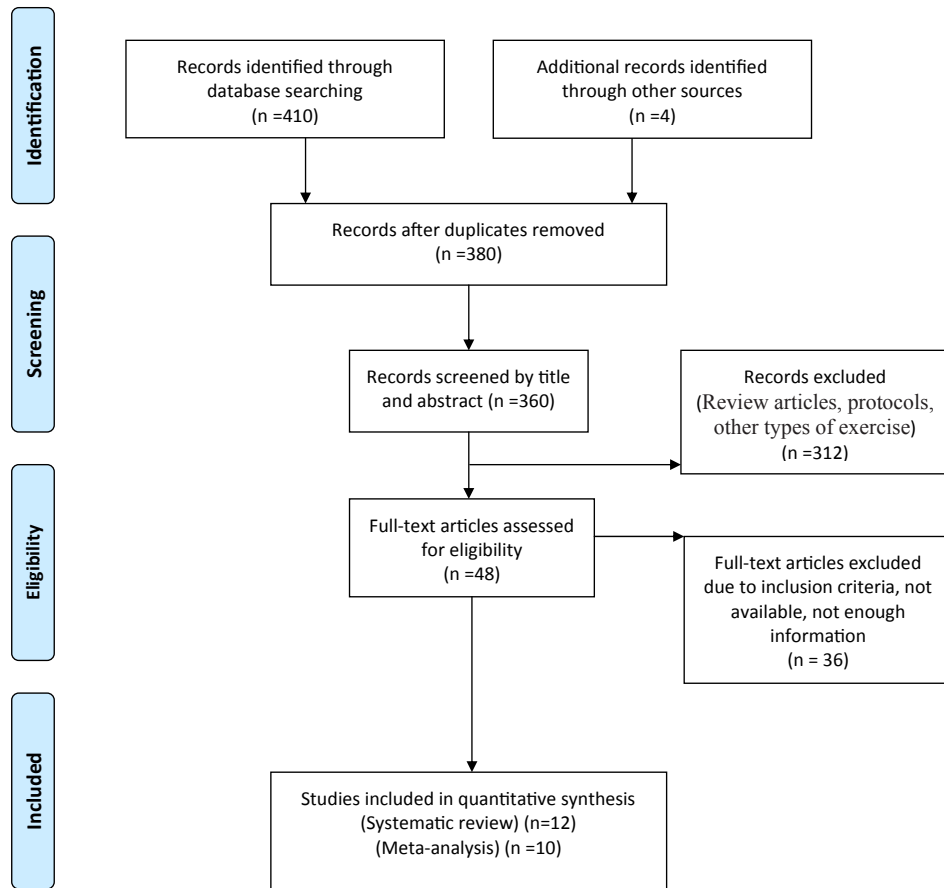 Identification
Records identified through
database searching
(n =410)
Additional records identified
through other sources
(n =4)
Records after duplicates removed
(n =380)
Screening
Records screened by title
and abstract (n =360)
Records excluded
(Review articles, protocols,
other types of exercise)
(n =312)
Eligibility
Full-text articles assessed
for eligibility
(n =48)
Full-text articles excluded
due to inclusion criteria, not
available, not enough
information
(n = 36)
Included
Studies included in quantitative synthesis
(Systematic review) (n=12)
(Meta-analysis) (n =10)